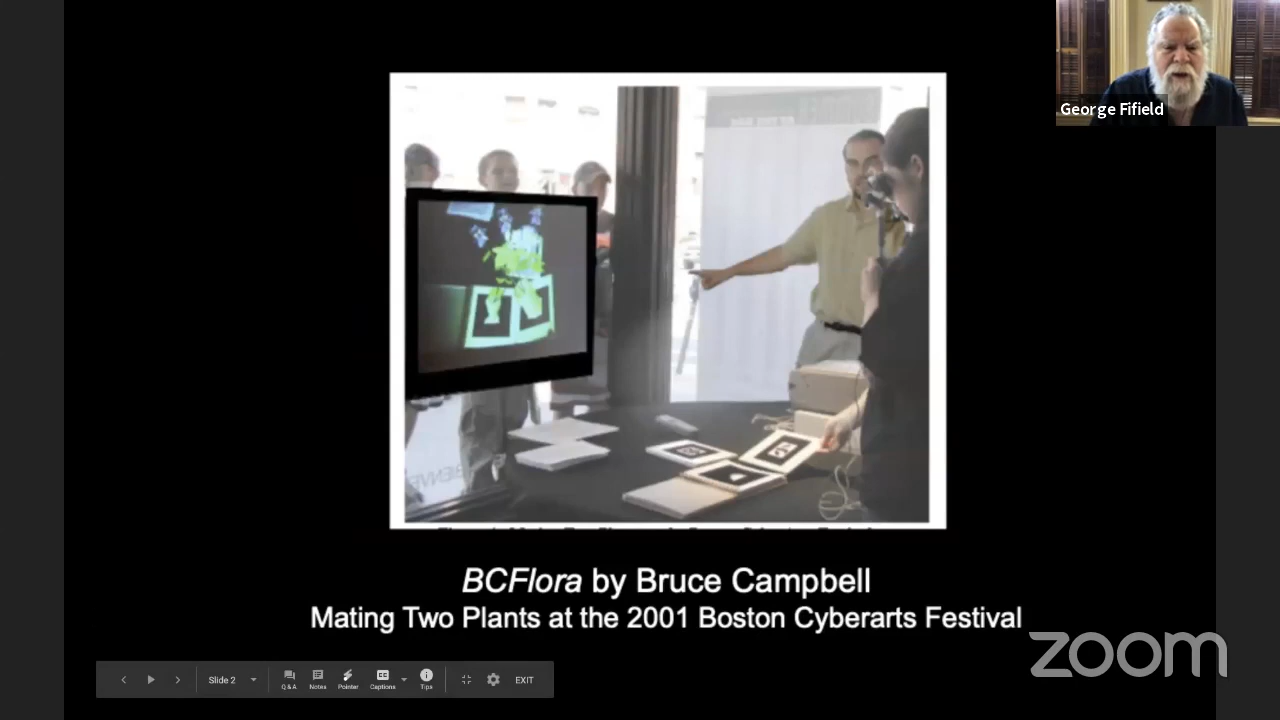 George Fifield
BCFlora by Bruce Campbell
Mating Two Plants at the 2001 Boston Cyberarts Festival
zoom
Slide 2
Q & A
Notes
Pointer
Captions
Tips
EXIT